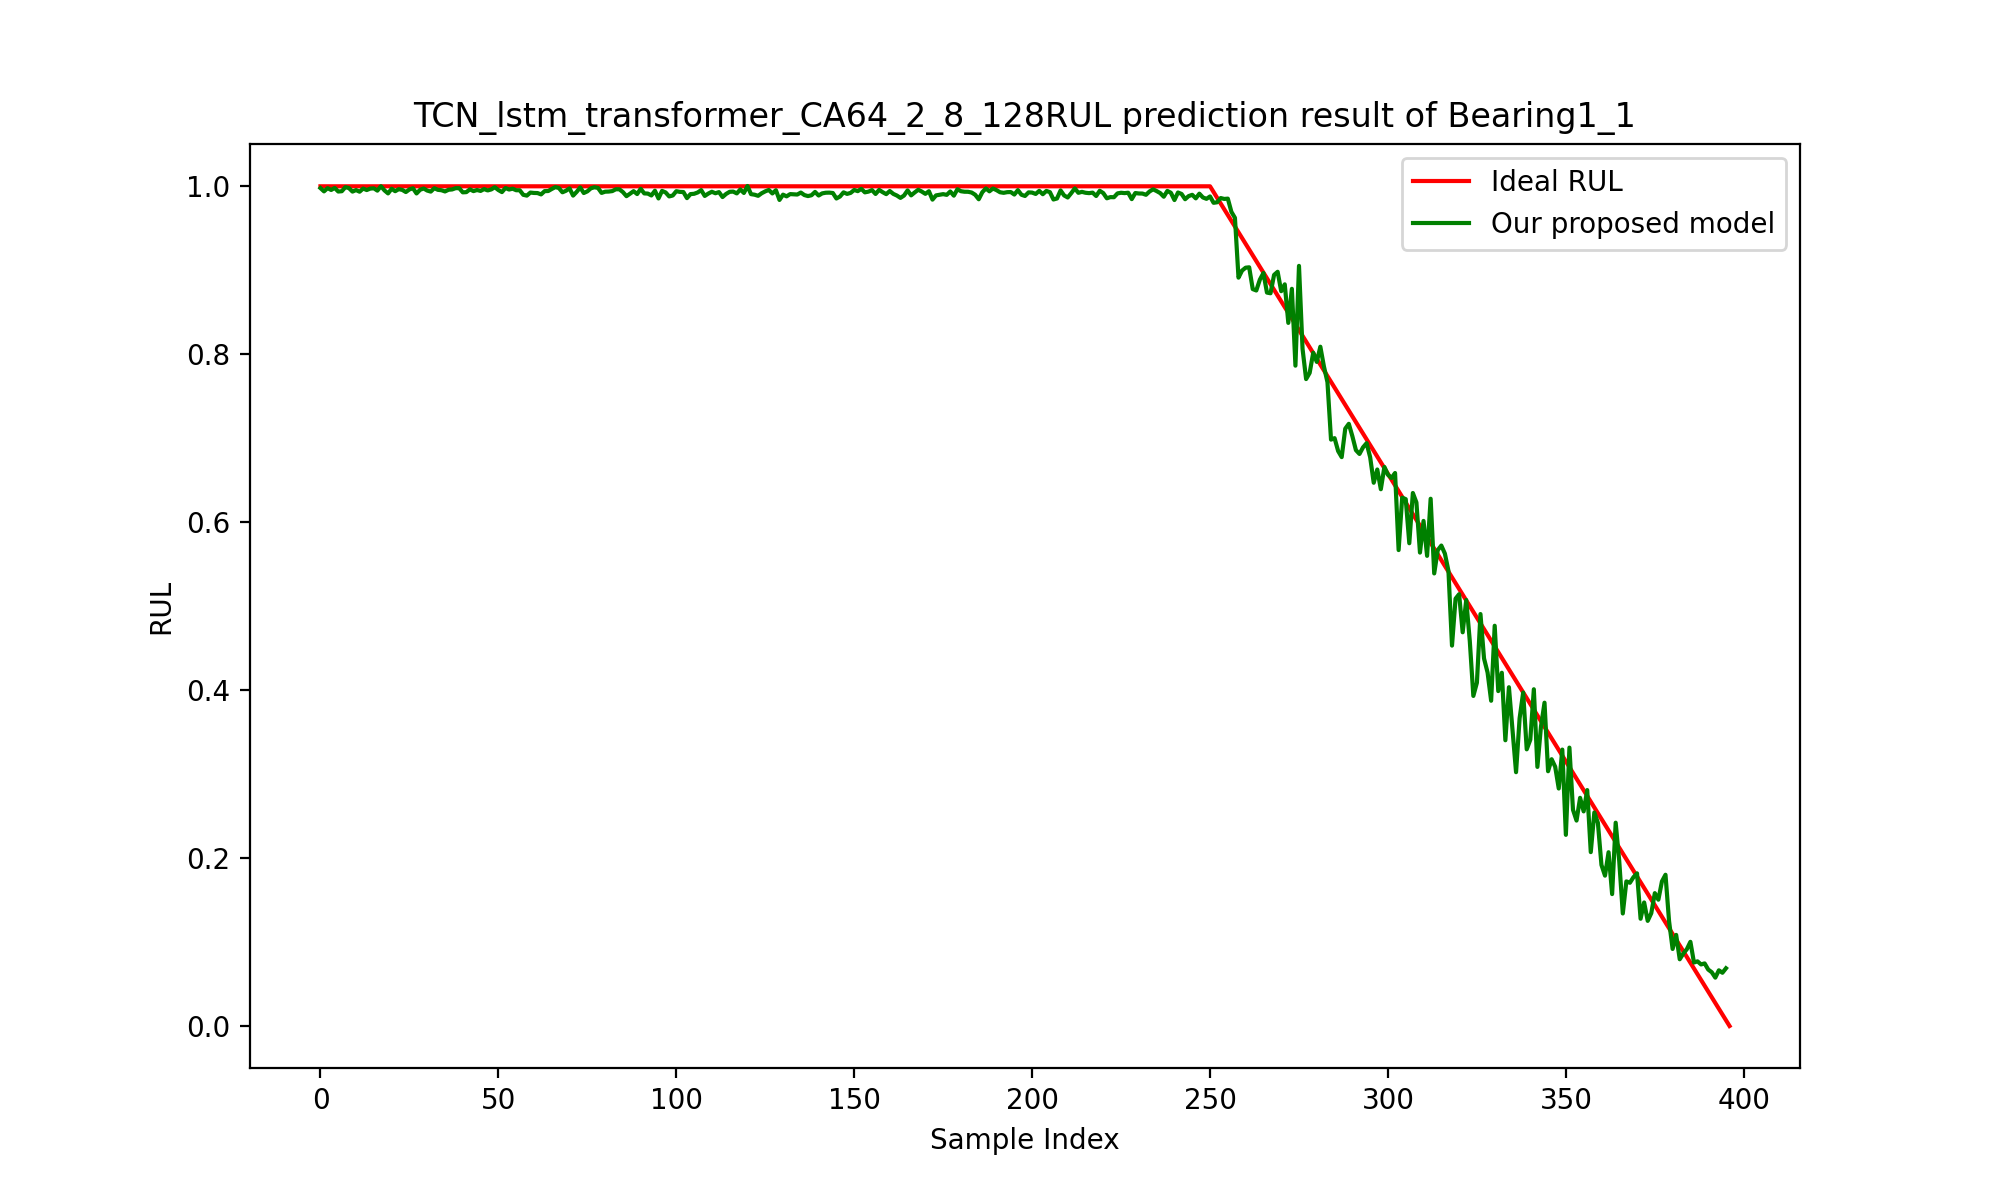 TCN_lstm_transformer_CA64_2_8_128RUL prediction result of Bearing1_1
Ideal RUL
Our proposed model
1.0
0.8
0.6
0.4
0.2
0.0
RUL
0 50 100 150 200 250 300 350 400
Sample Index